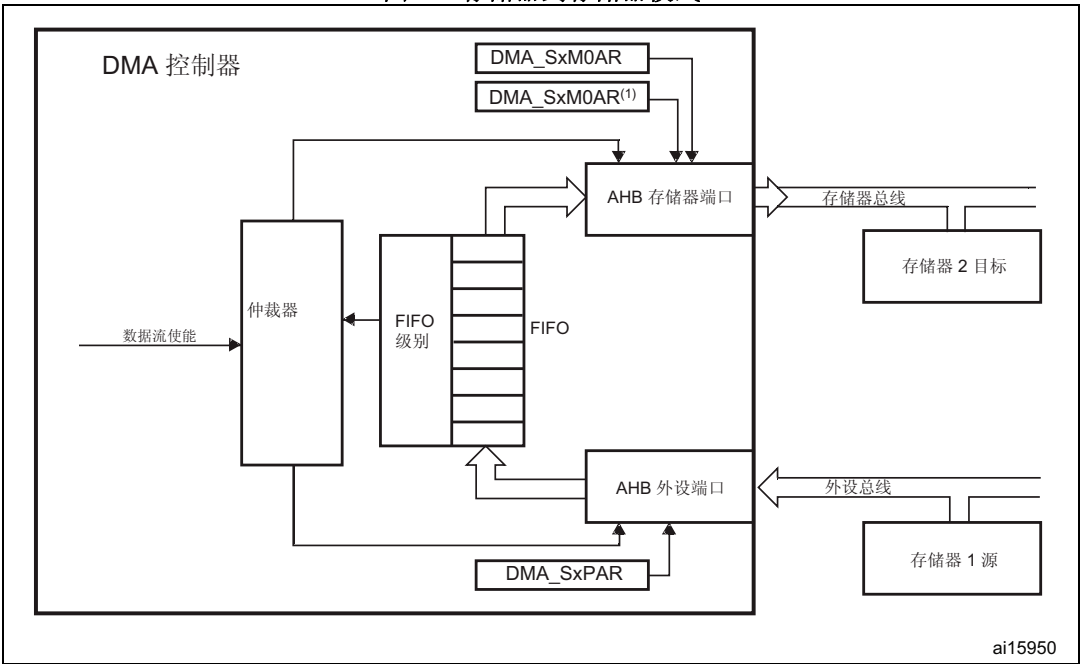 DMA 控制器
DMA_SxM0AR
DMA_SxM0AR(1)
AHB 存储器端口
存储器总线
存储器 2 目标
仲裁器
数据流使能
FIFO
级别
FIFO
AHB 外设端口
外设总线
存储器 1 源
DMA_SxPAR
ai15950